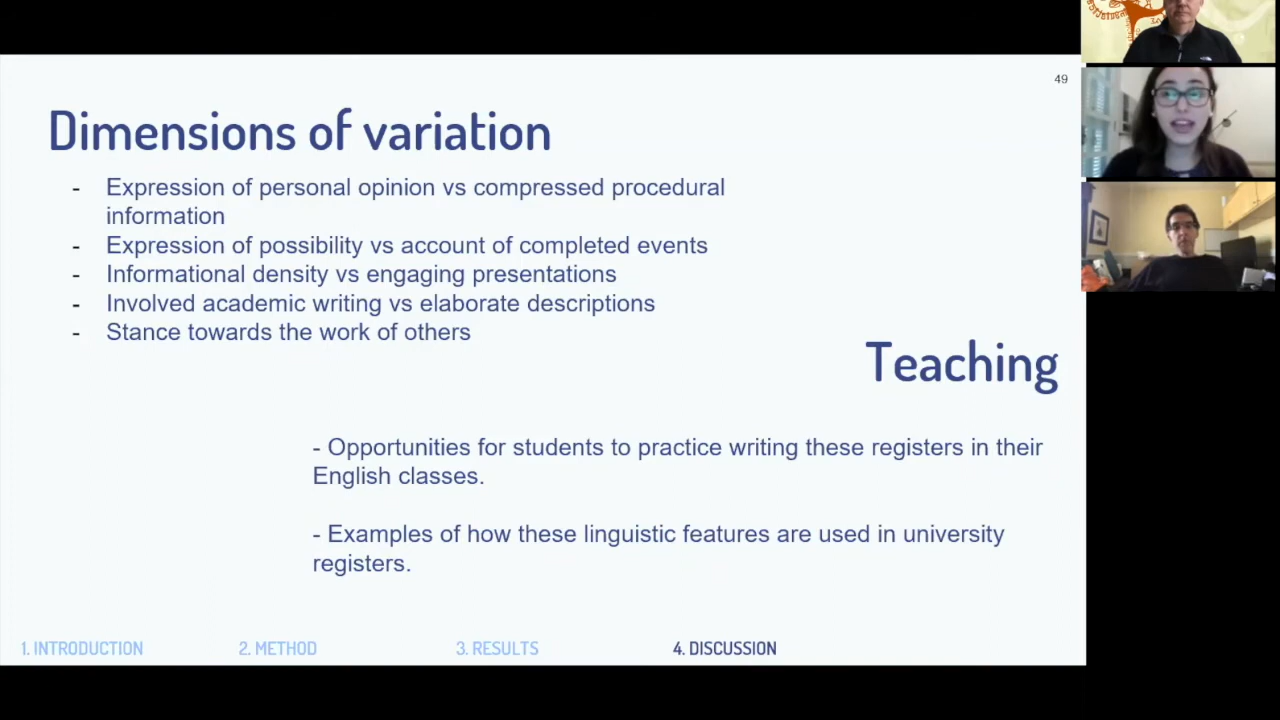 49
Dimensions of variation
- Expression of personal opinion vs compressed procedural
information
- Expression of possibility vs account of completed events
- Informational density vs engaging presentations
- Involved academic writing vs elaborate descriptions
- Stance towards the work of others
Teaching
- Opportunities for students to practice writing these registers in their
English classes.
- Examples of how these linguistic features are used in university
registers.
1. INTRODUCTION 2. METHOD 3. RESULTS 4. DISCUSSION